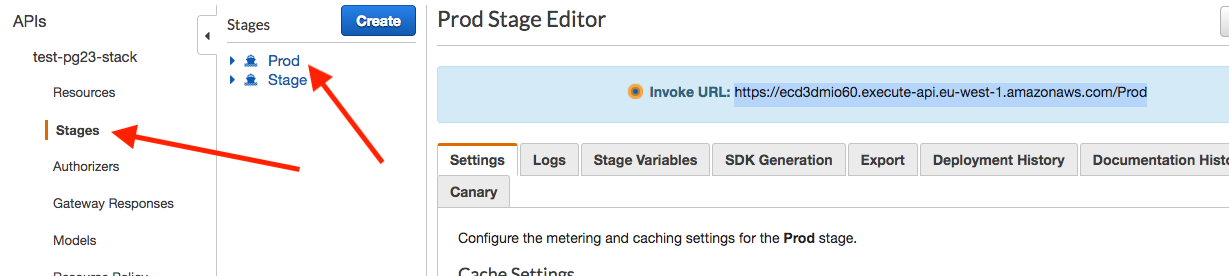 APIs
test-pg23-stack
Resources
Stages
Authorizers
Gateway Responses
Models
Resource Policy
Stages
Create
Prod
Stage
Prod Stage Editor
Invoke URL: https://ecd3dmio60.execute-api.eu-west-1.amazonaws.com/Prod
Settings Logs Stage Variables SDK Generation Export Deployment History Documentation Histo
Canary
Configure the metering and caching settings for the Prod stage.
Cache Settings